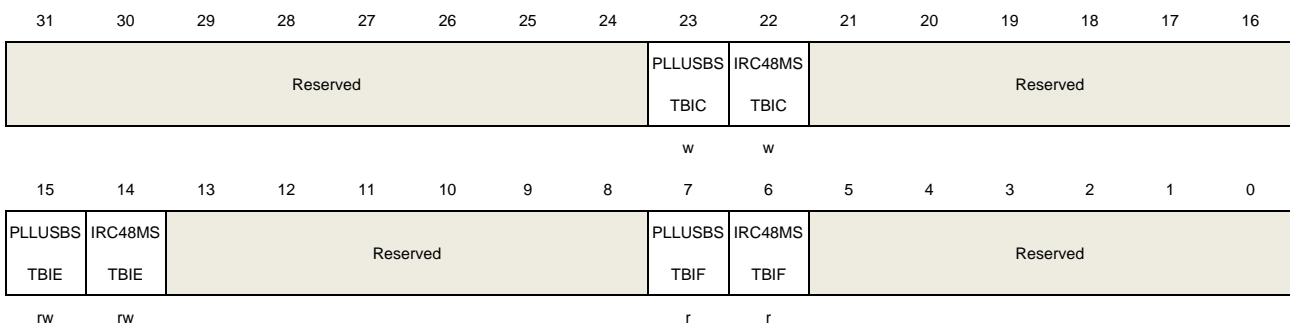 31 30 29 28 27 26 25 24 23 22 21 20 19 18 17 16
Reserved PLLUSBS TBIC IRC48MS TBIC Reserved
w w
15 14 13 12 11 10 9 8 7 6 5 4 3 2 1 0
PLLUSBS TBIE IRC48MS TBIE Reserved PLLUSBS TBIF IRC48MS TBIF Reserved
rw rw r r